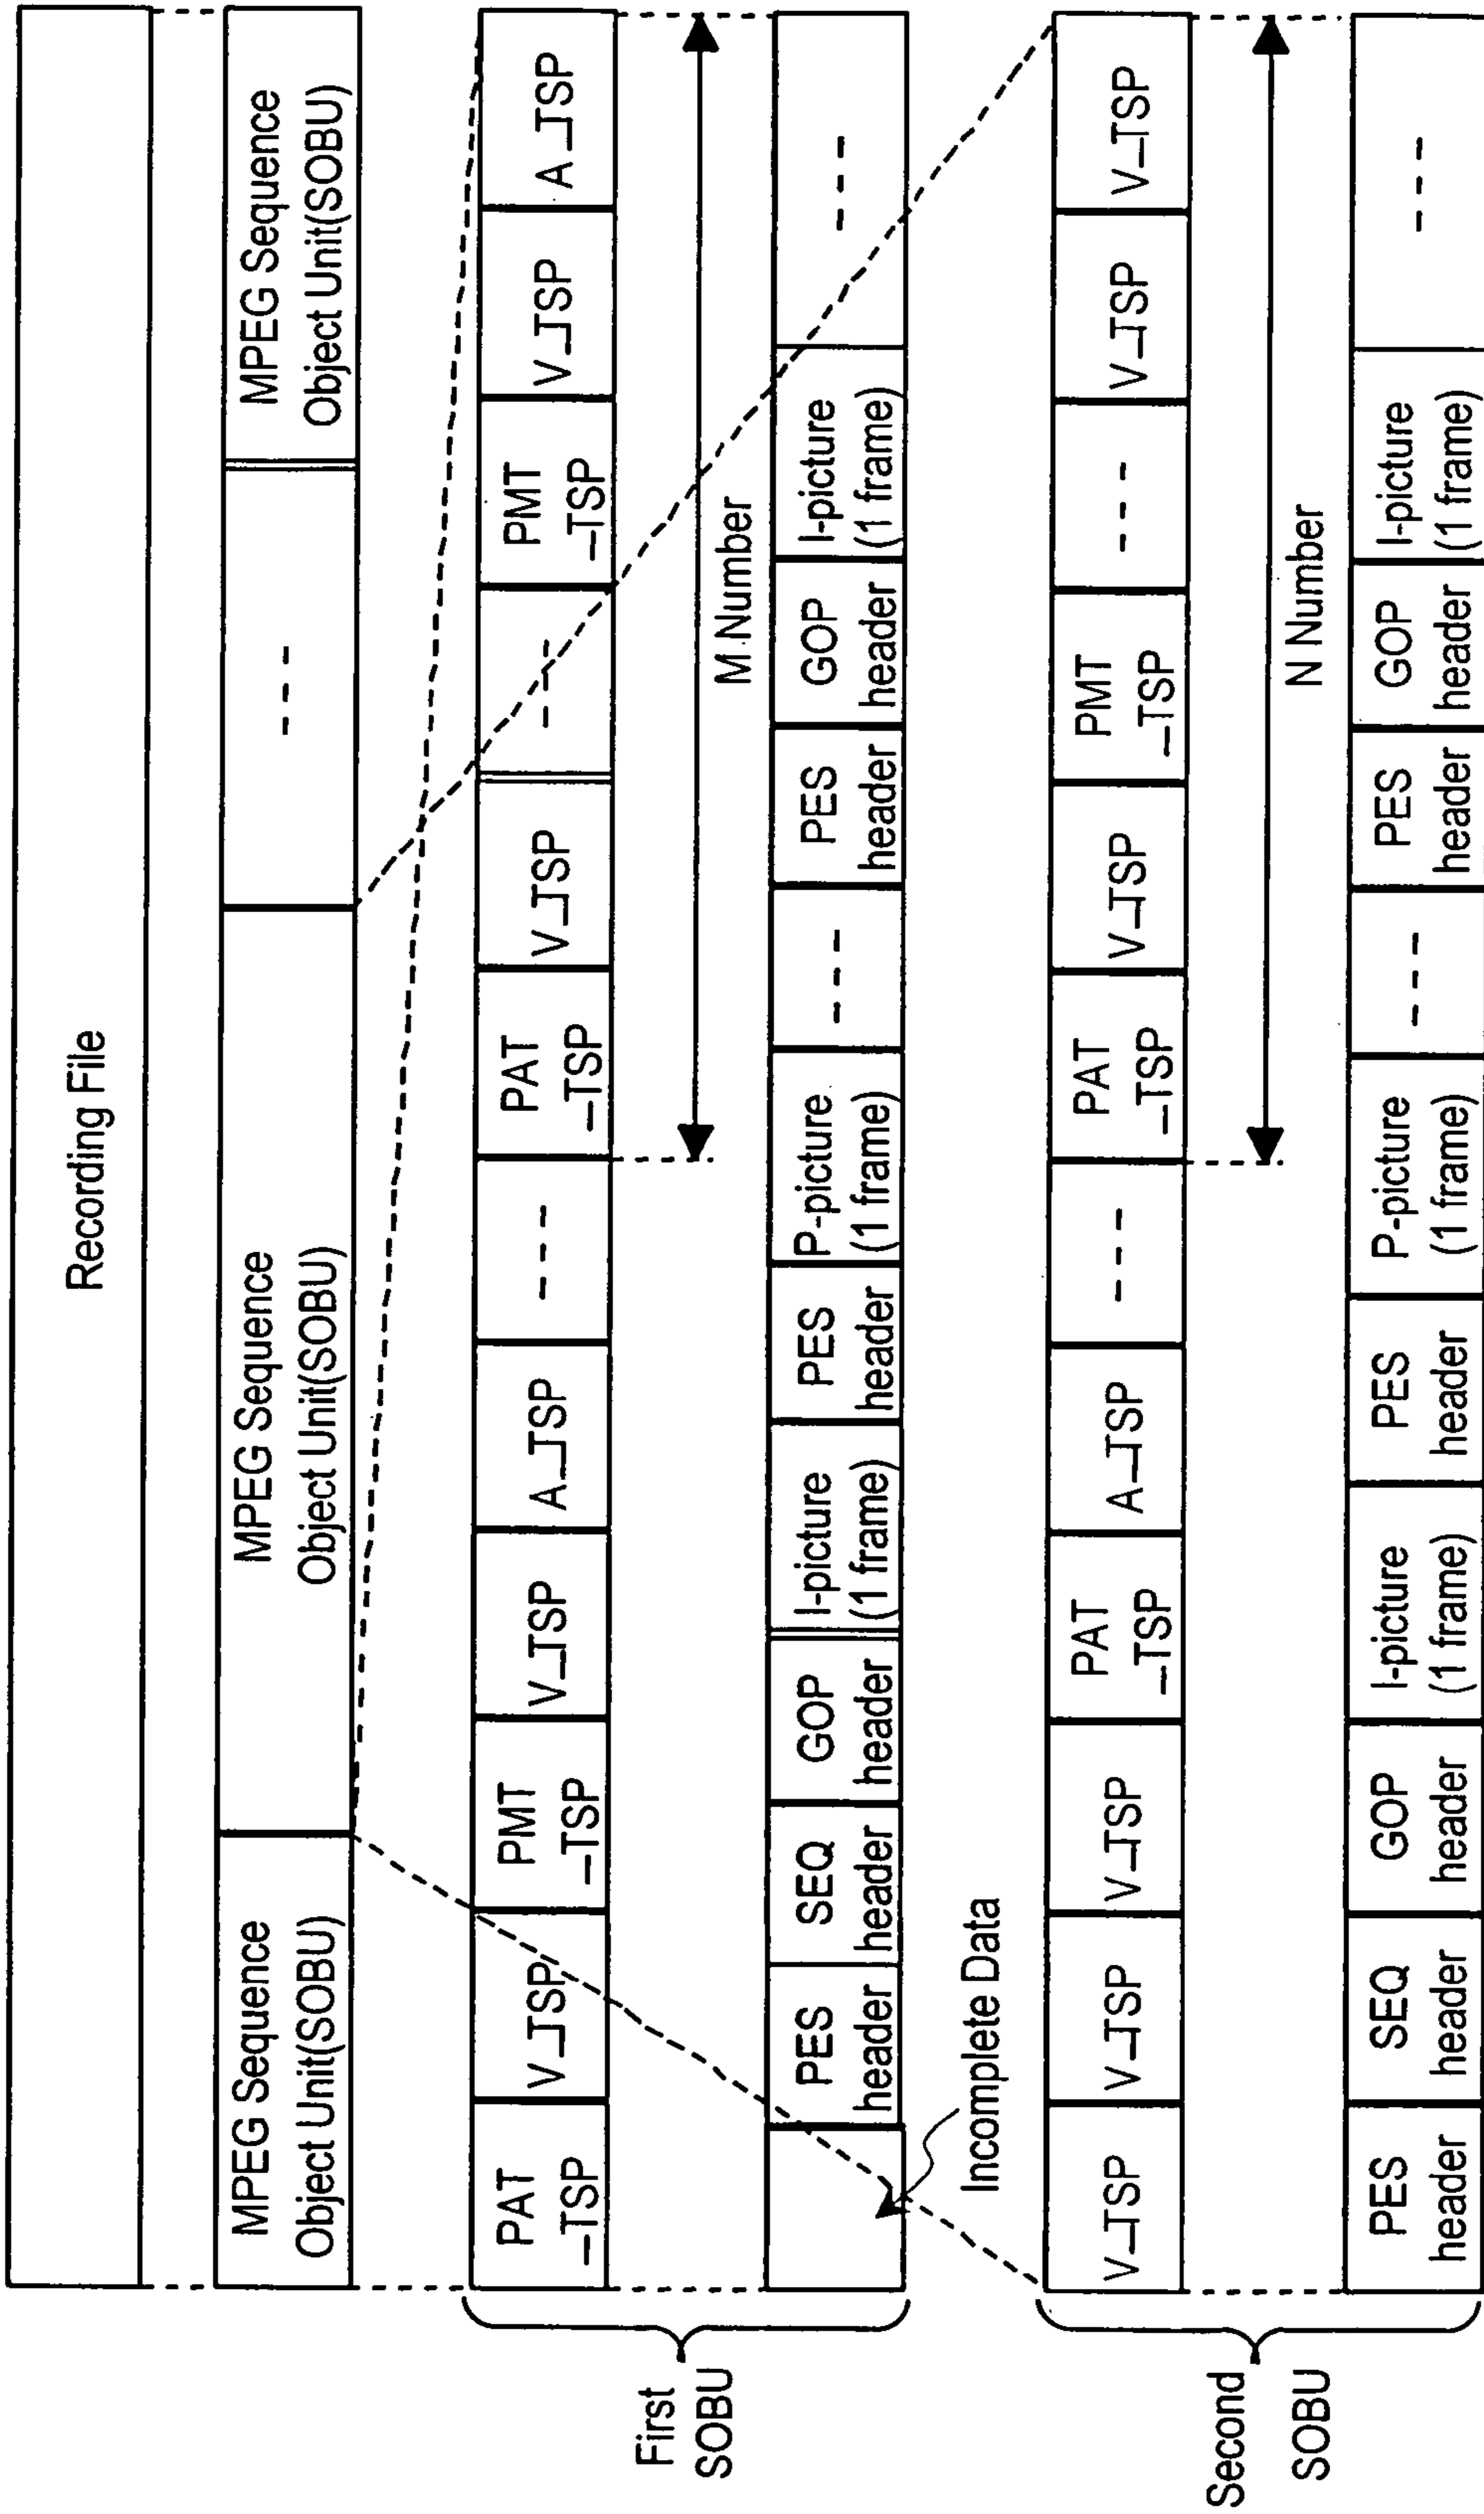 Recording File
MPEG Sequence
Object Unit(SOBU)
MPEG Sequence
Object Unit(SOBU)
- - -
MPEG Sequence
Object Unit(SOBU)
First
SOBU
PAT
_TSP
V_TSP
PMT
_TSP
V_TSP
A_TSP
- - -
PAT
_TSP
V_TSP
- - -
PMT
_TSP
V_TSP
A_TSP
M Number
PES
header
SEQ
header
GOP
header
I-picture
(1 frame)
PES
header
P-picture
(1 frame)
- - -
PES
header
GOP
header
I-picture
(1 frame)
- - -
Incomplete Data
Second
SOBU
V_TSP
V_TSP
V_TSP
PAT
_TSP
A_TSP
- - -
PAT
_TSP
V_TSP
PMT
_TSP
- - -
V_TSP
V_TSP
N Number
PES
header
SEQ
header
GOP
header
I-picture
(1 frame)
PES
header
P-picture
(1 frame)
- - -
PES
header
GOP
header
I-picture
(1 frame)
- - -